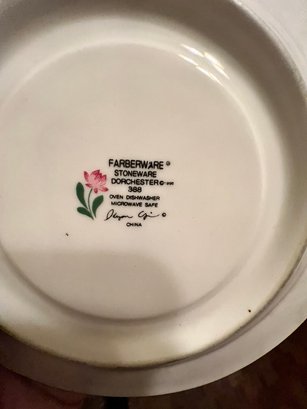 FARBERWARE®
STONEWARE
DORCHESTER©
388
OVEN DISHWASHER
MICROWAVE SAFE
©
CHINA